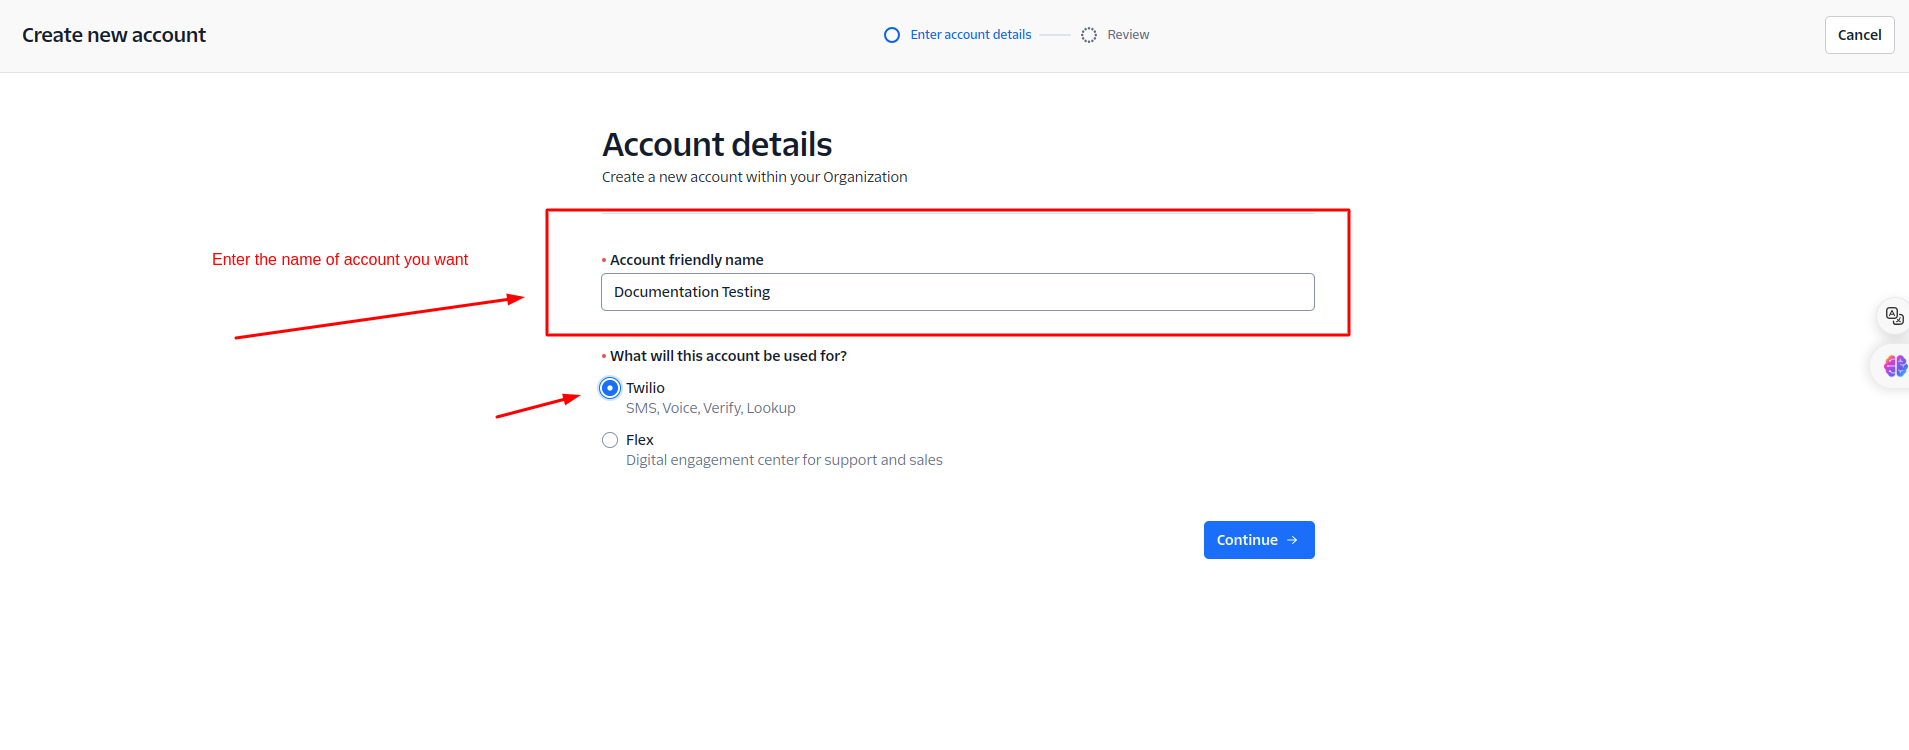 Create new account
Enter account details
Review
Cancel
Account details
Create a new account within your Organization
Enter the name of account you want
Account friendly name
Documentation Testing
What will this account be used for?
Twilio
SMS, Voice, Verify, Lookup
Flex
Digital engagement center for support and sales
Continue →